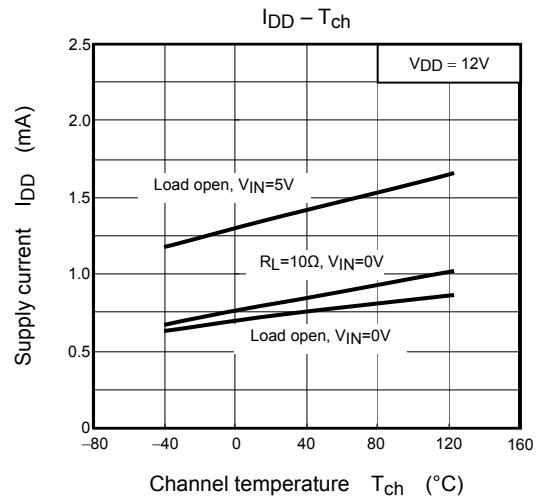 IDD – Tch
2.5
2.0
1.5
1.0
0.5
0
VDD = 12V
Load open, VIN=5V
RL=10Ω, VIN=0V
Load open, VIN=0V
Supply current IDD (mA)
–80
–40
0
40
80
120
160
Channel temperature Tch (°C)